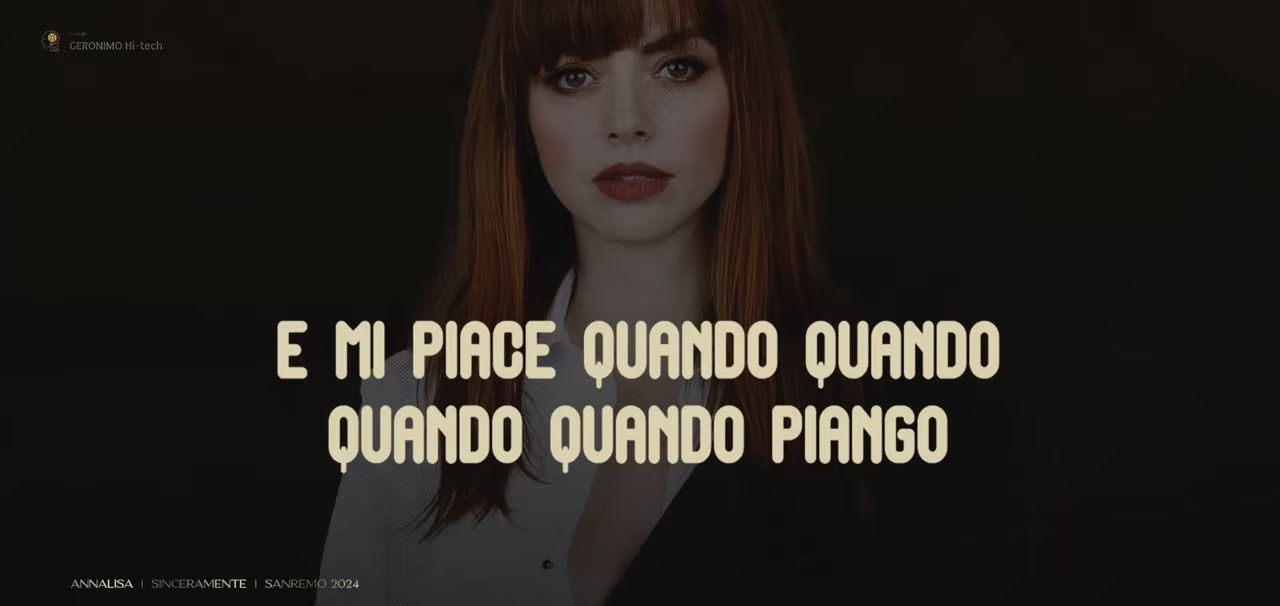 GERONIMO Hi-tech
E MI PIACE QUANDO QUANDO
QUANDO QUANDO PIANGO
ANNALISA | SINCERAMENTE | SANREMO 2024